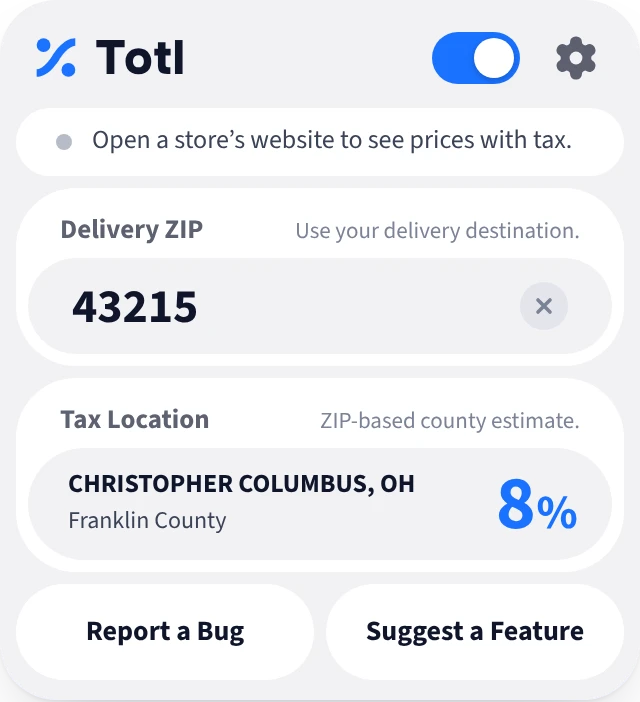 Totl
Open a store’s website to see prices with tax.
Delivery ZIP
Use your delivery destination.
43215
Tax Location
ZIP-based county estimate.
CHRISTOPHER COLUMBUS, OH
Franklin County
8%
Report a Bug
Suggest a Feature